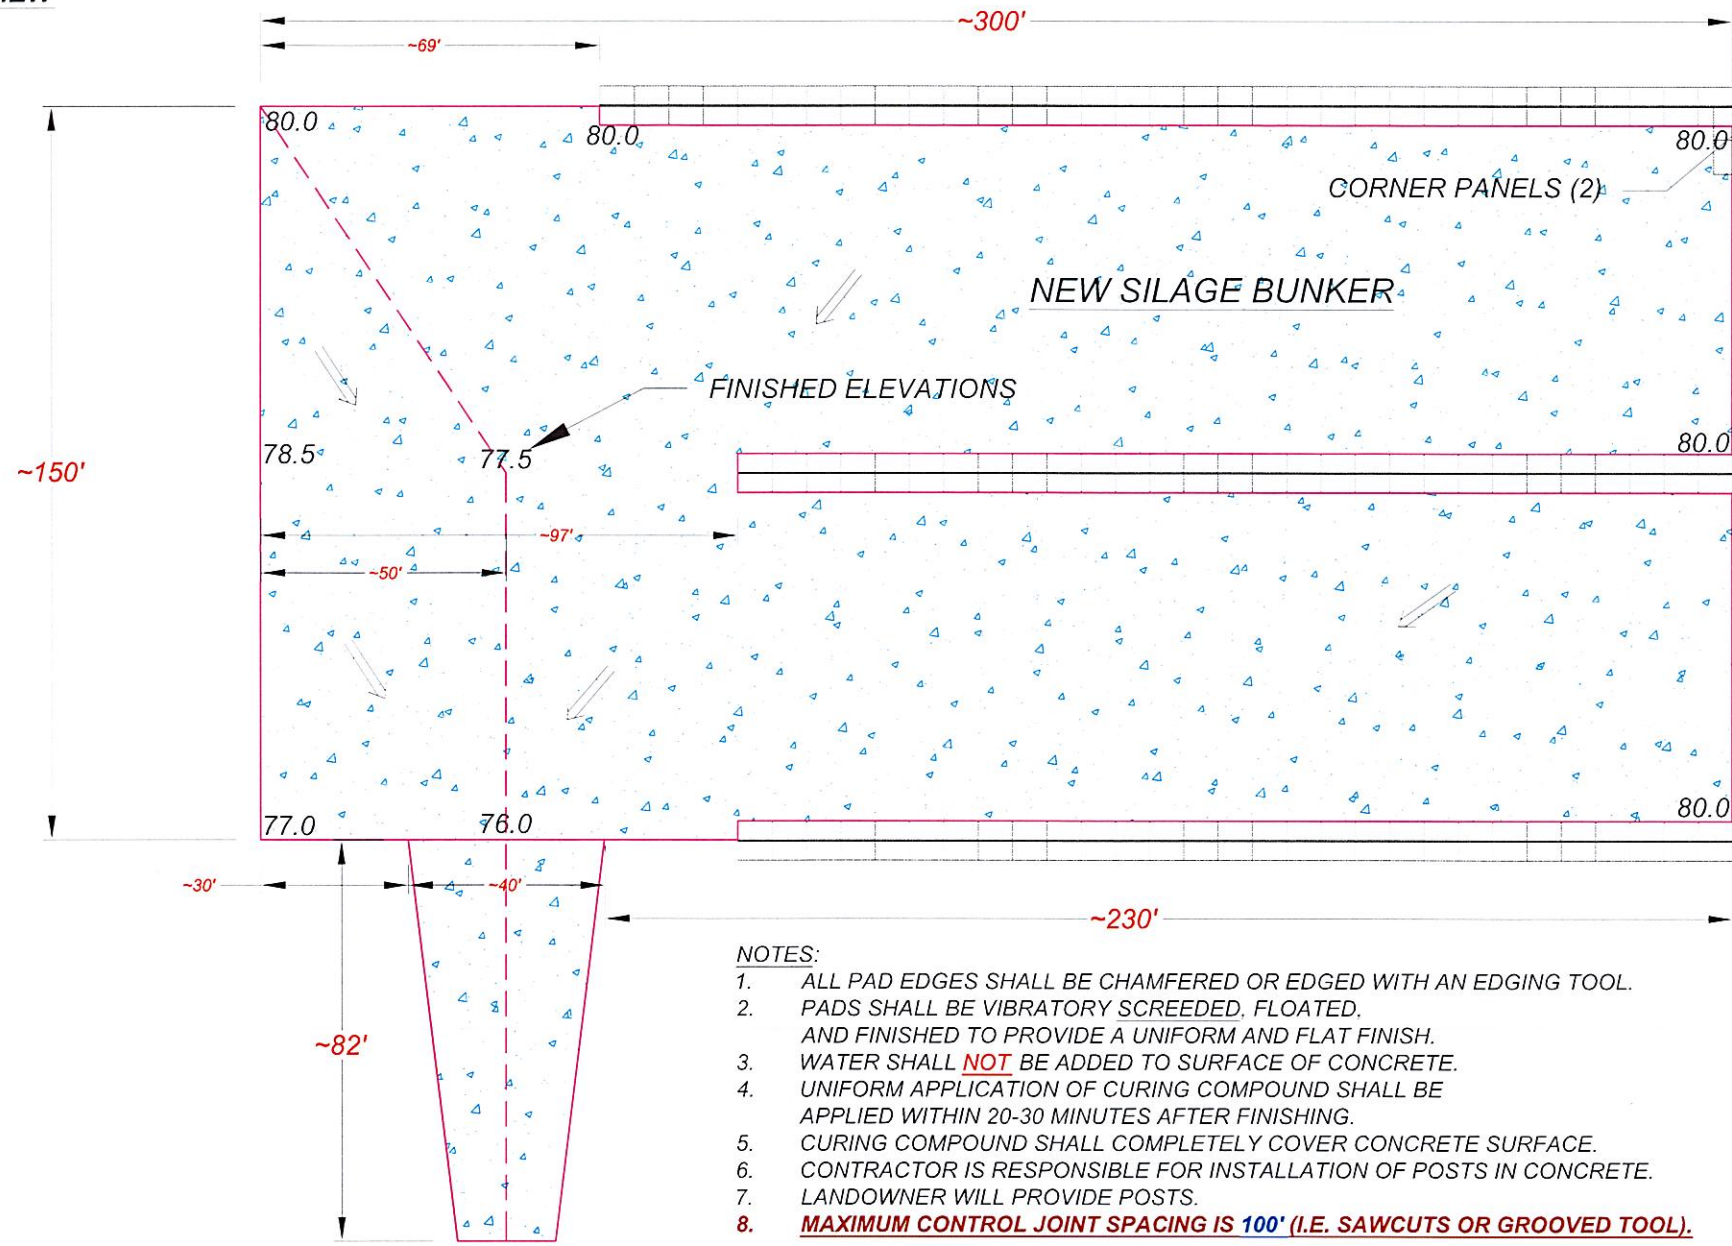 ~300'
~69'
80.0
80.0
80.0
CORNER PANELS (2)
NEW SILAGE BUNKER
FINISHED ELEVATIONS
78.5
77.5
80.0
~150'
~97'
~50'
77.0
76.0
80.0
~30'
~40'
~230'
~82'
NOTES:
1. ALL PAD EDGES SHALL BE CHAMFERED OR EDGED WITH AN EDGING TOOL.
2. PADS SHALL BE VIBRATORY SCREEDED, FLOATED,
AND FINISHED TO PROVIDE A UNIFORM AND FLAT FINISH.
3. WATER SHALL NOT BE ADDED TO SURFACE OF CONCRETE.
4. UNIFORM APPLICATION OF CURING COMPOUND SHALL BE
APPLIED WITHIN 20-30 MINUTES AFTER FINISHING.
5. CURING COMPOUND SHALL COMPLETELY COVER CONCRETE SURFACE.
6. CONTRACTOR IS RESPONSIBLE FOR INSTALLATION OF POSTS IN CONCRETE.
7. LANDOWNER WILL PROVIDE POSTS.
8. MAXIMUM CONTROL JOINT SPACING IS 100' (I.E. SAWCUTS OR GROOVED TOOL).